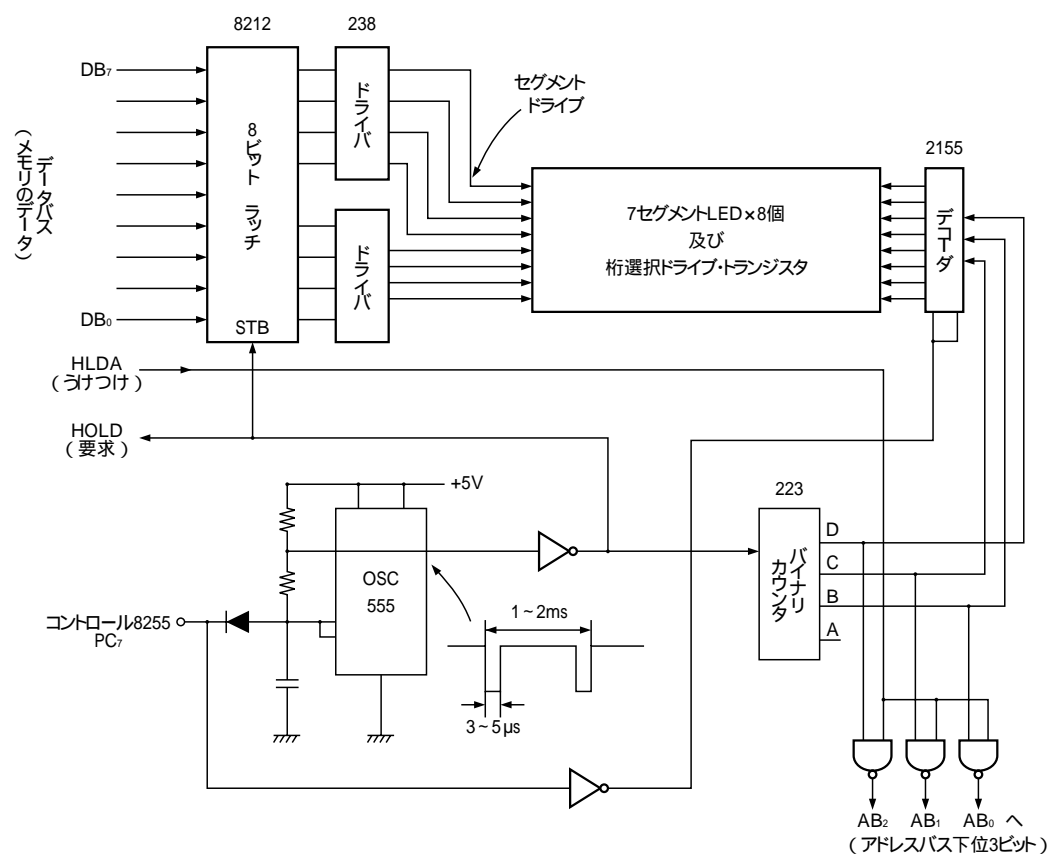 8212
238
DB₇
データバス
(メモリのデータ)
DB₀
8ビット ラッチ
STB
ドライバ
ドライバ
セグメント
ドライブ
7セグメントLED×8個
及び
桁選択ドライブ・トランジスタ
2155
デコーダ
HLDA
(うけつけ)
HOLD
(要求)
+5V
OSC
555
コントロール8255
PC₇
1~2ms
3~5μs
223
バイナリ
カウンタ
D
C
B
A
AB₂
AB₁
AB₀ へ
(アドレスバス下位3ビット)